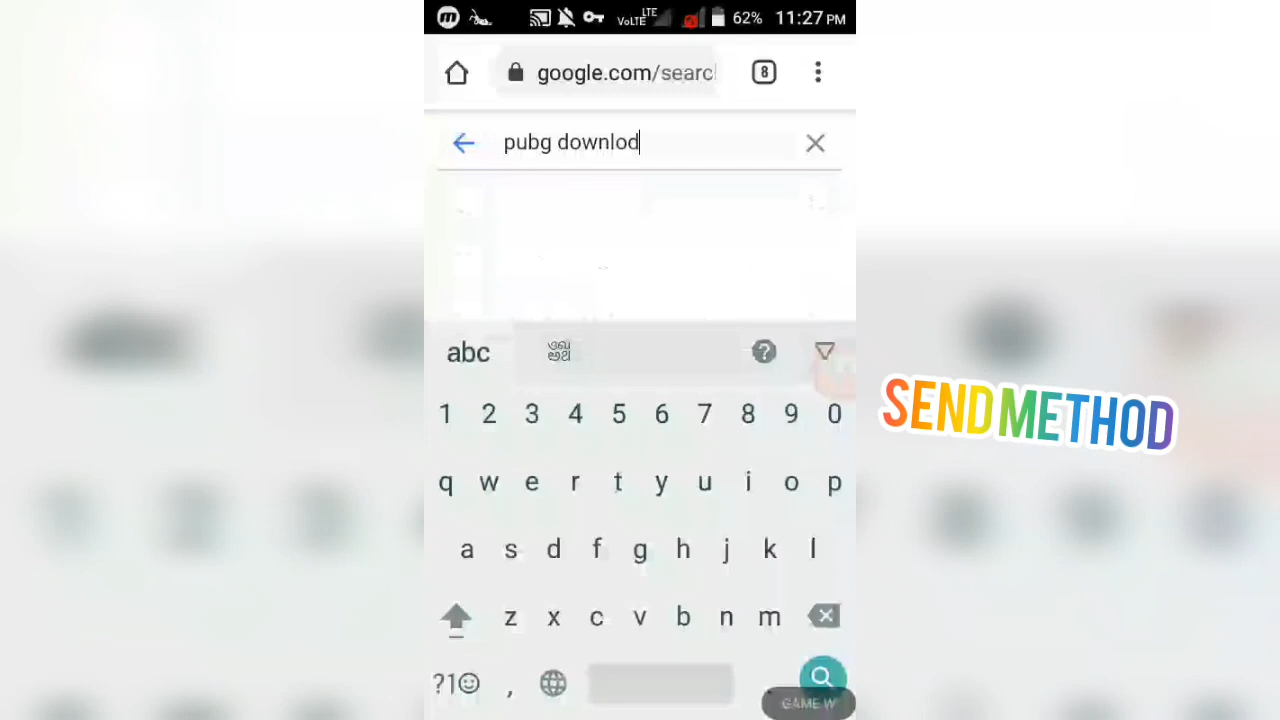 VoLTE LTE 62% 11:27 PM
google.com/search
8
pubg downlod
abc
?
1 2 3 4 5 6 7 8 9 0
q w e r t y u i o p
SEND METHOD
a s d f g h j k l
z x c v b n m
?1☺ , .
GAME W